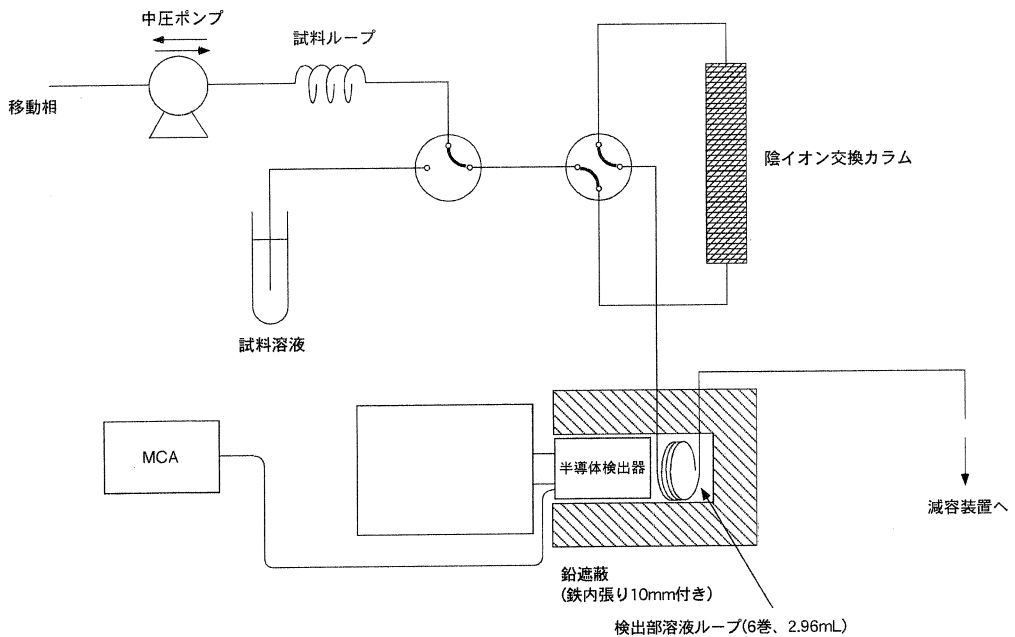 中圧ポンプ
試料ループ
移動相
陰イオン交換カラム
試料溶液
MCA
半導体検出器
減容装置へ
鉛遮蔽
(鉄内張り10mm付き)
検出部溶液ループ(6巻、2.96mL)